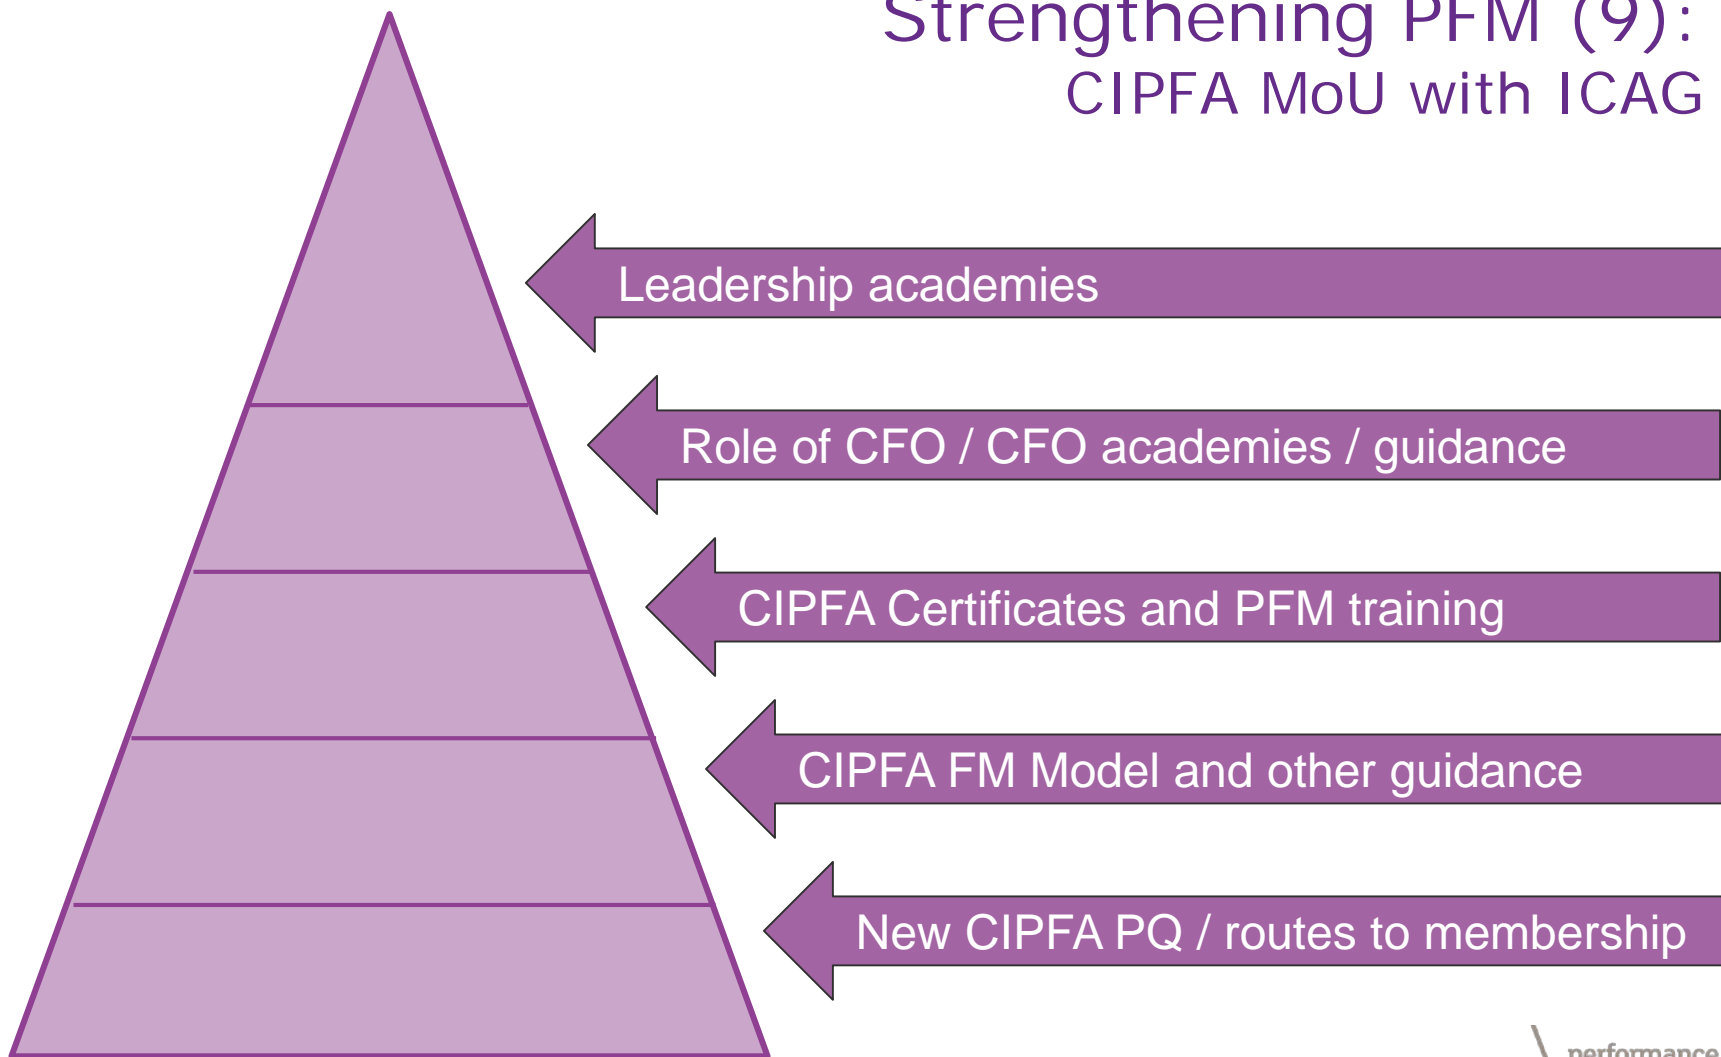 Strengthening PFM (9):
CIPFA MoU with ICAG
Leadership academies
Role of CFO / CFO academies / guidance
CIPFA Certificates and PFM training
CIPFA FM Model and other guidance
New CIPFA PQ / routes to membership
performance